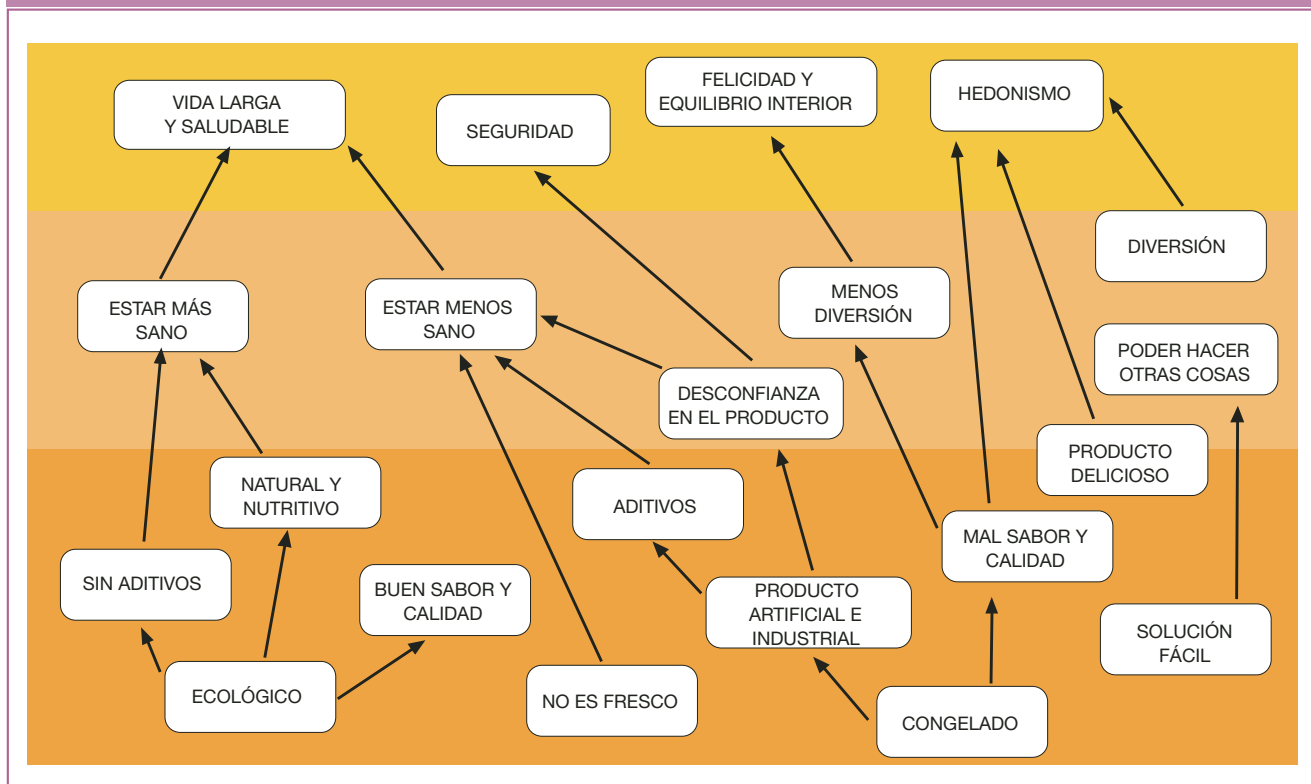 VIDA LARGA
Y SALUDABLE
SEGURIDAD
FELICIDAD Y
EQUILIBRIO INTERIOR
HEDONISMO
DIVERSIÓN
ESTAR MÁS
SANO
ESTAR MENOS
SANO
MENOS
DIVERSIÓN
PODER HACER
OTRAS COSAS
DESCONFIANZA
EN EL PRODUCTO
PRODUCTO
DELICIOSO
NATURAL Y
NUTRITIVO
ADITIVOS
MAL SABOR Y
CALIDAD
SIN ADITIVOS
BUEN SABOR Y
CALIDAD
PRODUCTO
ARTIFICIAL E
INDUSTRIAL
SOLUCIÓN
FÁCIL
ECOLÓGICO
NO ES FRESCO
CONGELADO